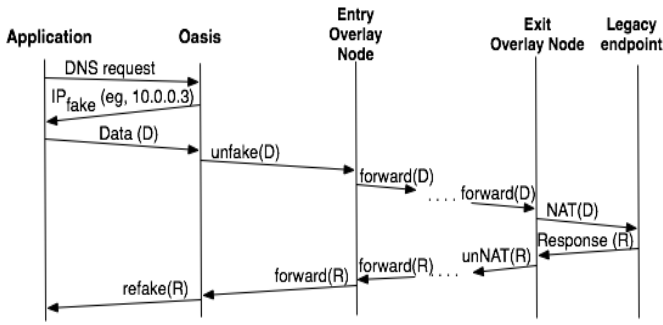 Application
Oasis
Entry
Overlay
Node
Exit
Overlay Node
Legacy
endpoint
DNS request
IPfake (eg, 10.0.0.3)
Data (D)
unfake(D)
forward(D)
.... forward(D)
NAT(D)
Response (R)
unNAT(R)
....
forward(R)
forward(R)
refake(R)